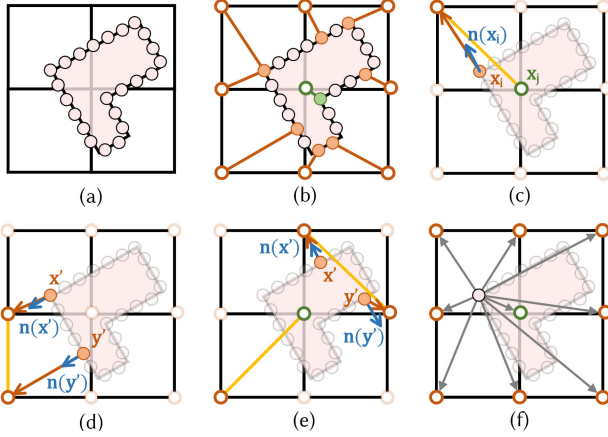 (a)
(b)
n(xᵢ)
xᵢ
xⱼ
(c)
x'
n(x')
y'
n(y')
(d)
n(x')
x'
y'
n(y')
(e)
(f)